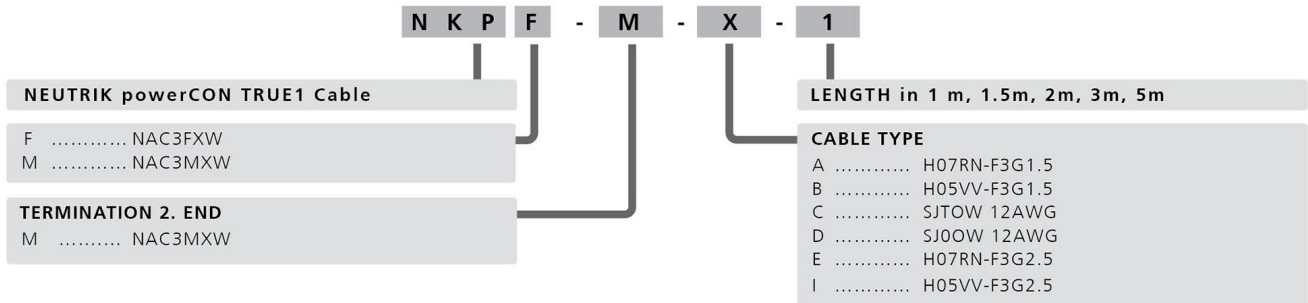 N K P F - M - X - 1
NEUTRIK powerCON TRUE1 Cable
F ............ NAC3FXW
M ............ NAC3MXW
TERMINATION 2. END
M .......... NAC3MXW
LENGTH in 1 m, 1.5m, 2m, 3m, 5m
CABLE TYPE
A ............ H07RN-F3G1.5
B ............ H05VV-F3G1.5
C ............ SJTOW 12AWG
D ............ SJ0OW 12AWG
E ............ H07RN-F3G2.5
I ............ H05VV-F3G2.5